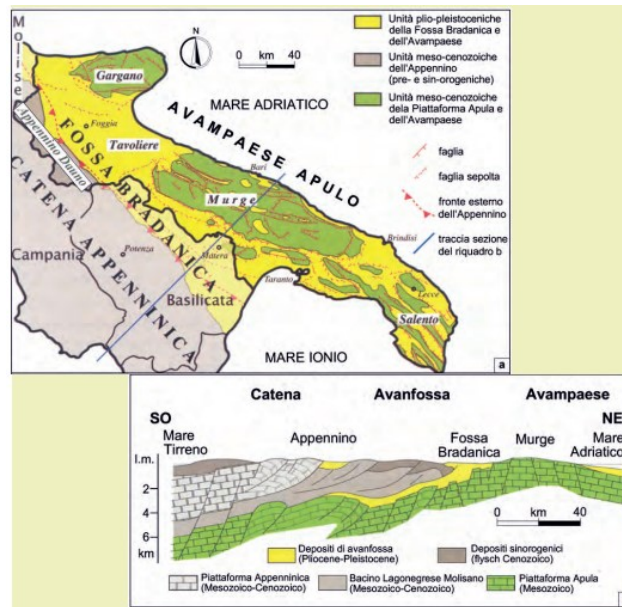 Molise
Gargano
0 km 40
MARE ADRIATICO
Unità plio-pleistoceniche
della Fossa Bradanica e
dell'Avampaese
Unità meso-cenozoiche
dell'Appennino
(pre- e sin-orogeniche)
Unità meso-cenozoiche
dela Piattaforma Apula e
dell'Avampaese
faglia
faglia sepolta
fronte esterno
dell'Appennino
traccia sezione
del riquadro b
Foggia
Appennino Dauno
Tavoliere
AVAMPAESE APULO
FOSSA BRADANICA
CATENA APPENNINICA
Bari
Murge
Brindisi
Matera
Potenza
Campania
Taranto
Lecce
Basilicata
Salento
MARE IONIO
a
Catena Avanfossa Avampaese
SO NE
Mare
Tirreno
Appennino
Fossa
Bradanica
Murge
Mare
Adriatico
l.m.
2
4
6
km
0 km 40
Depositi di avanfossa
(Pliocene-Pleistocene)
Depositi sinorogenici
(flysch Cenozoico)
Piattaforma Appenninica
(Mesozoico-Cenozoico)
Bacino Lagonegrese Molisano
(Mesozoico-Cenozoico)
Piattaforma Apula
(Mesozoico)